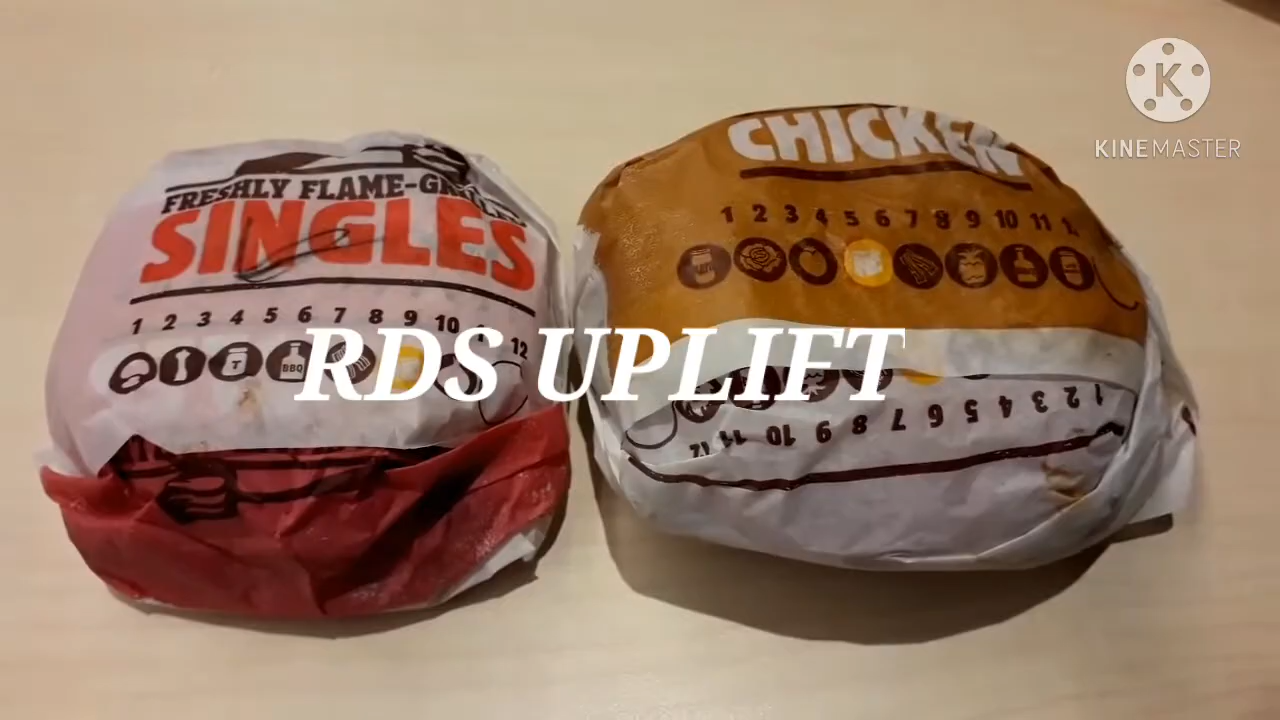 K
KINEMASTER
FRESHLY FLAME-GRILLED
SINGLES
1 2 3 4 5 6 7 8 9 10 12
T
BBQ
CHICKEN
1 2 3 4 5 6 7 8 9 10 11
RDS UPLIFT
1 2 3 4 5 6 7 8 9 10 11 12